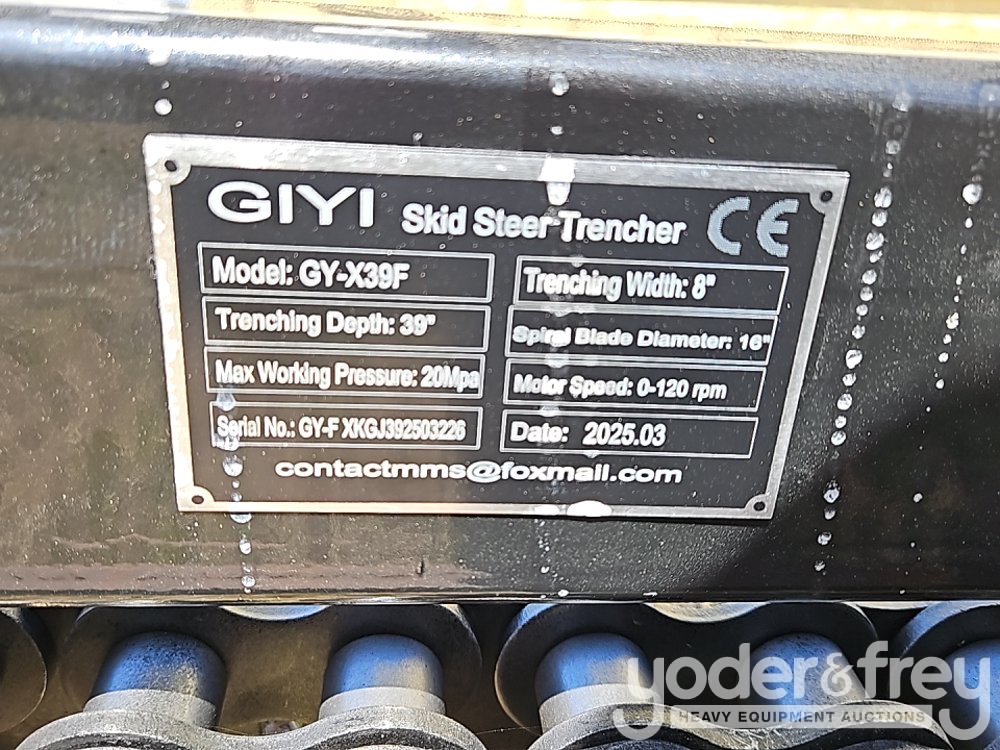 GIYI Skid Steer Trencher CE
Model: GY-X39F
Trenching Width: 8"
Trenching Depth: 39"
Spiral Blade Diameter: 16"
Max Working Pressure: 20Mpa
Motor Speed: 0-120 rpm
Serial No.: GY-F XKGJ392503226
Date: 2025.03
contactmms@foxmail.com
yoder&frey
HEAVY EQUIPMENT AUCTIONS